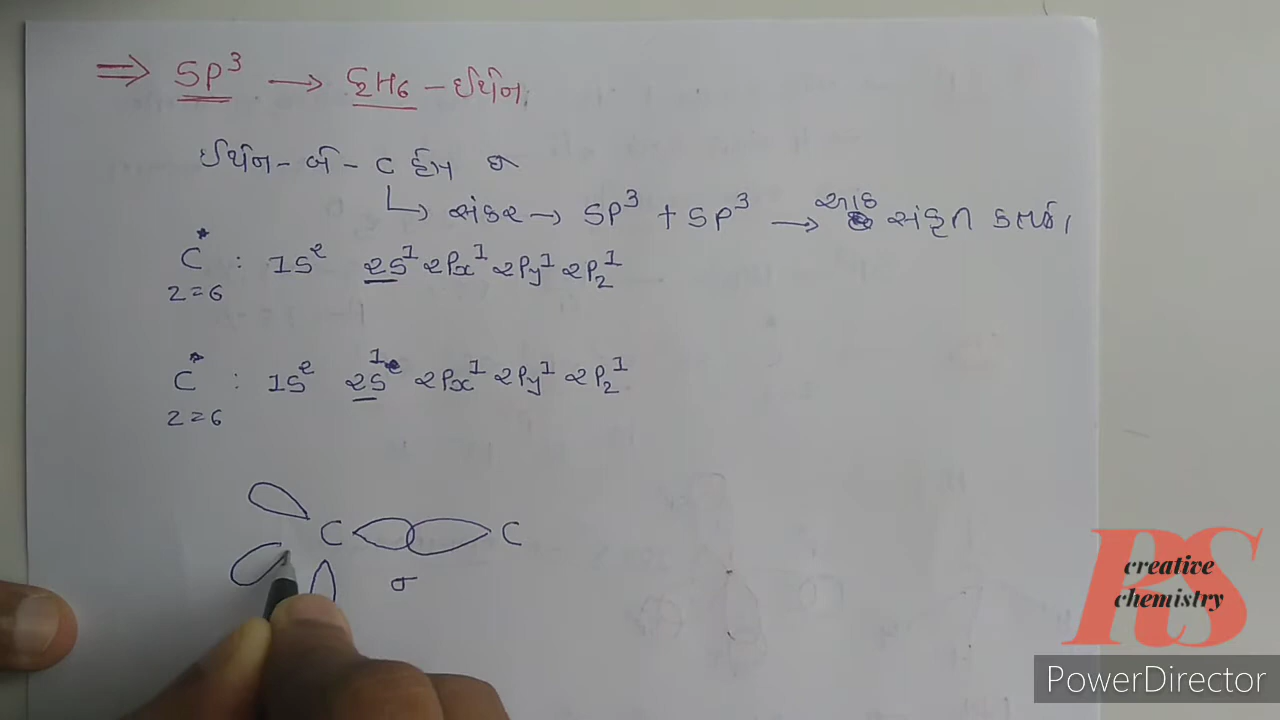 ⇒ SP³ → C₂H₆ - ઈથેન
ઈથેન - બે - C હોય છે
↳ સંકર → SP³ + SP³ → આઠ સંકૃત કક્ષકો
C* : 1S² 2S¹ 2Px¹ 2Py¹ 2Pz¹
Z=6
C* : 1S² 2S¹ 2Px¹ 2Py¹ 2Pz¹
Z=6
C C
σ
RS
creative
chemistry
PowerDirector